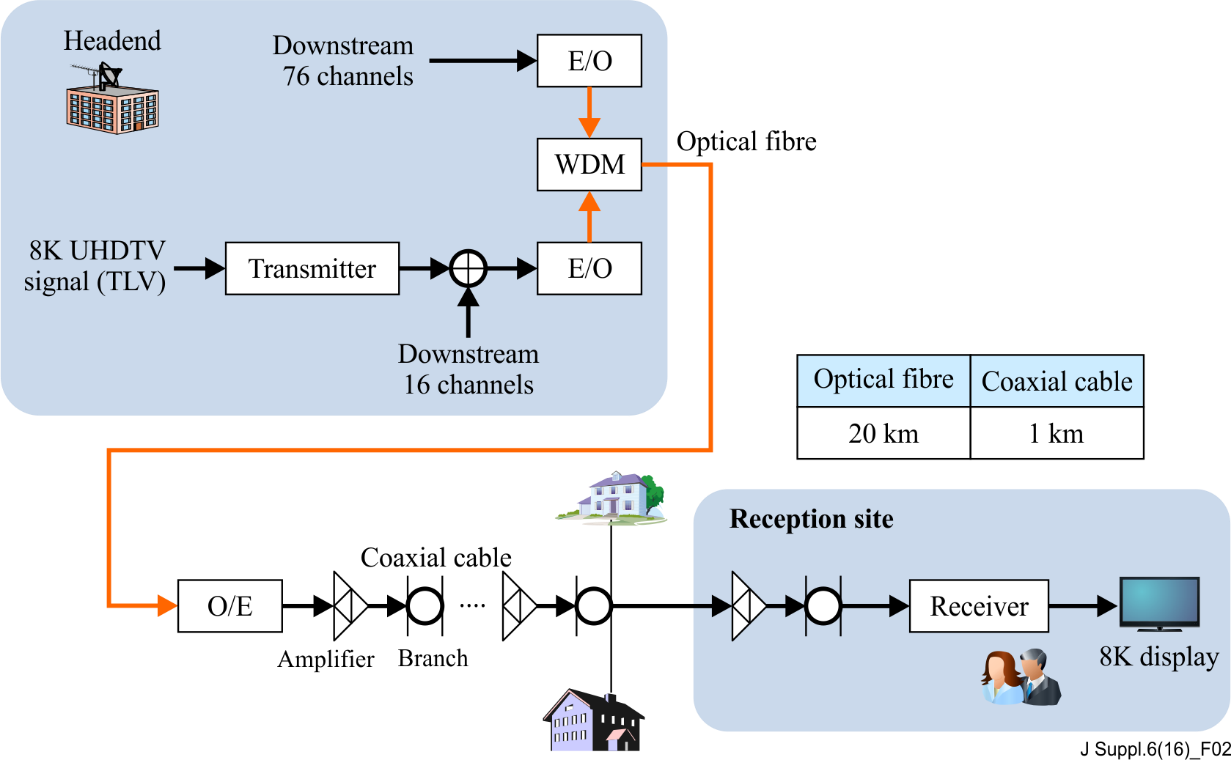 Headend
Downstream
76 channels
E/O
WDM
Optical fibre
8K UHDTV
signal (TLV)
Transmitter
E/O
Downstream
16 channels
Optical fibre
Coaxial cable
20 km
1 km
Reception site
Coaxial cable
O/E
....
Receiver
Amplifier
Branch
8K display
J Suppl.6(16)_F02